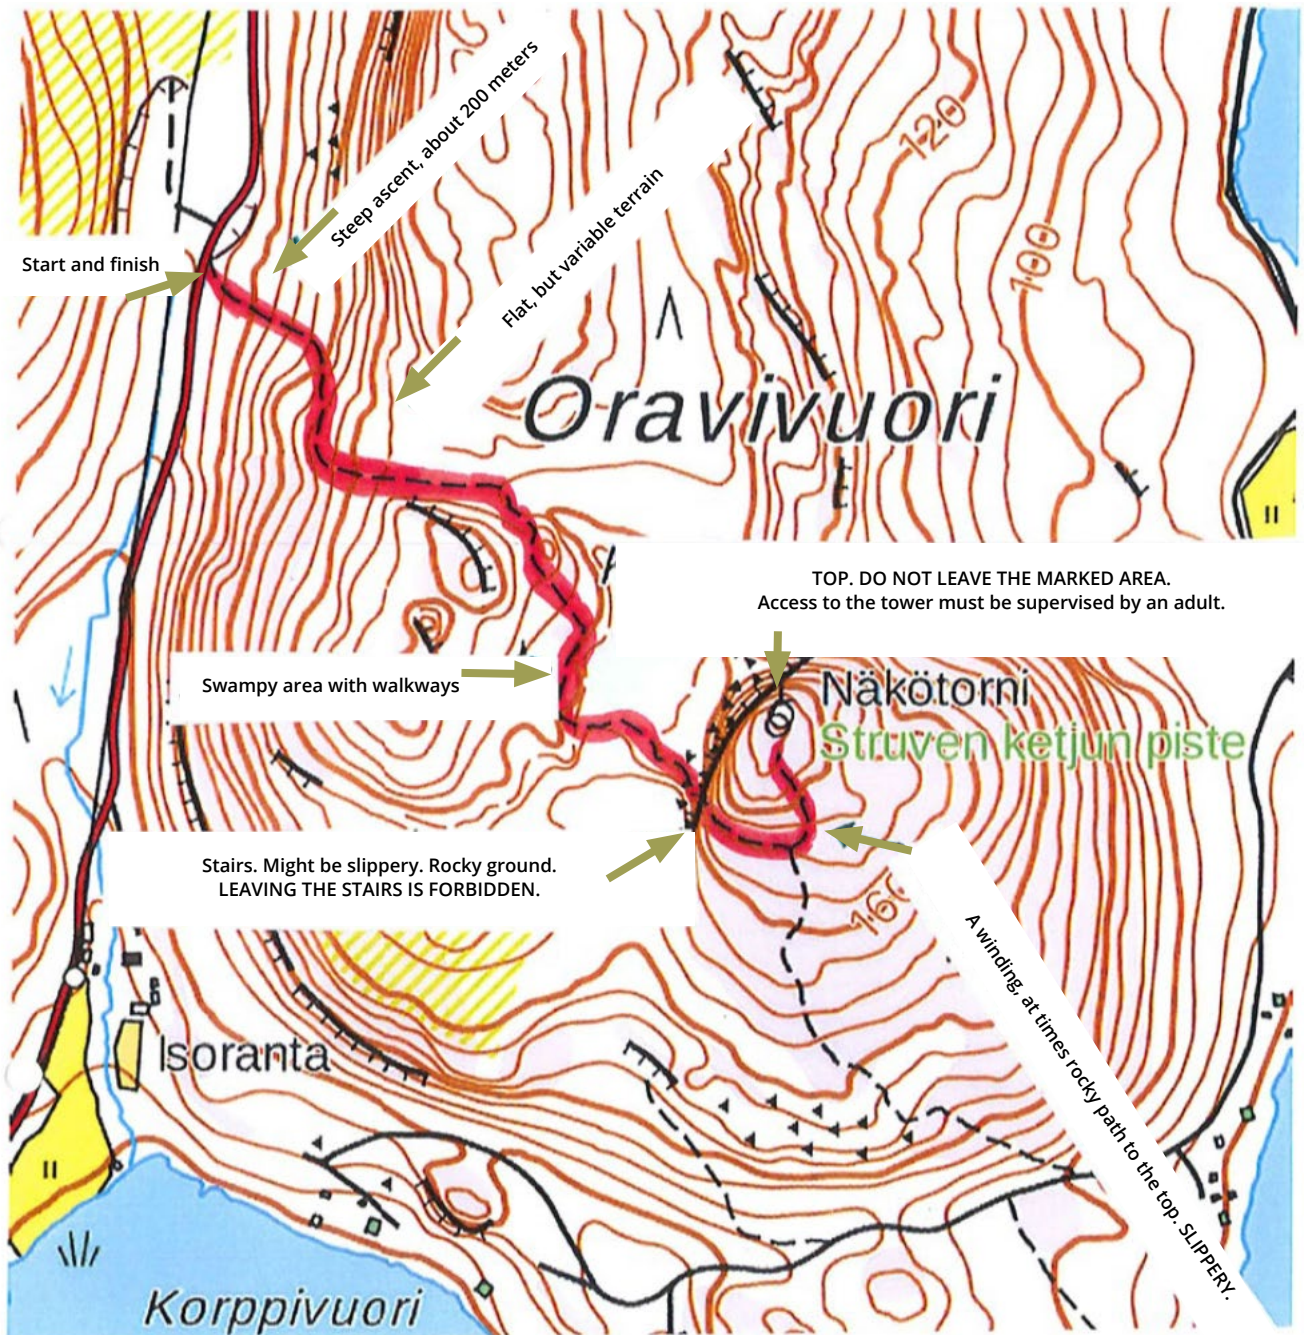 Steep ascent, about 200 meters
120
Flat, but variable terrain
100
Start and finish
Oravivuori
II
TOP. DO NOT LEAVE THE MARKED AREA.
Access to the tower must be supervised by an adult.
Swampy area with walkways
Näkötorni
Struven ketjun piste
Stairs. Might be slippery. Rocky ground.
LEAVING THE STAIRS IS FORBIDDEN.
160
A winding, at times rocky path to the top. SLIPPERY.
Isoranta
II
Korppivuori